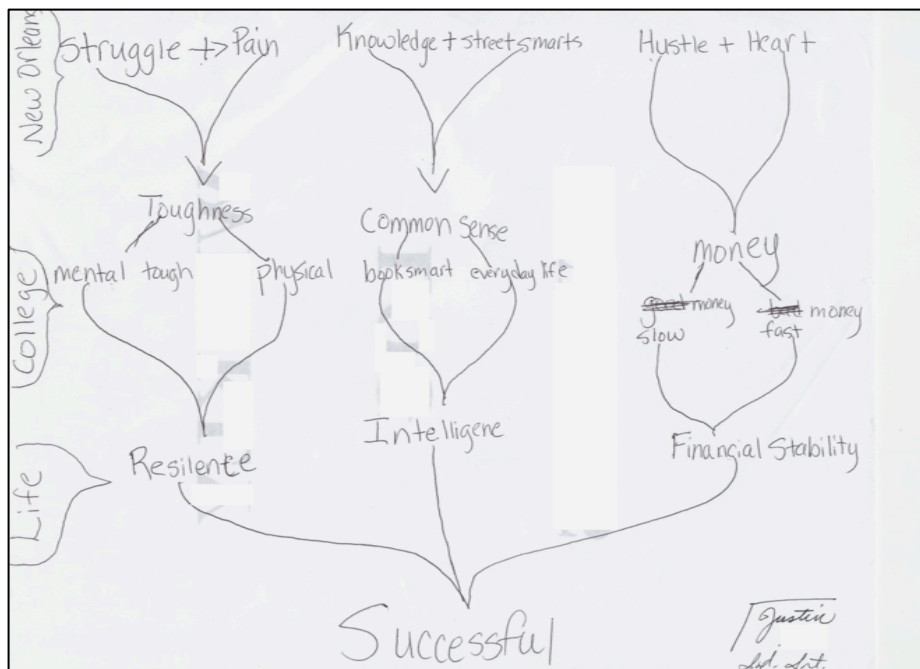 New Orleans
Struggle + Pain
Knowledge + street smarts
Hustle + Heart
Toughness
Common Sense
money
College
mental tough
physical
booksmart
everyday life
good money
slow
bad money
fast
Life
Resilente
Intelligene
Financial Stability
Successful
Justin